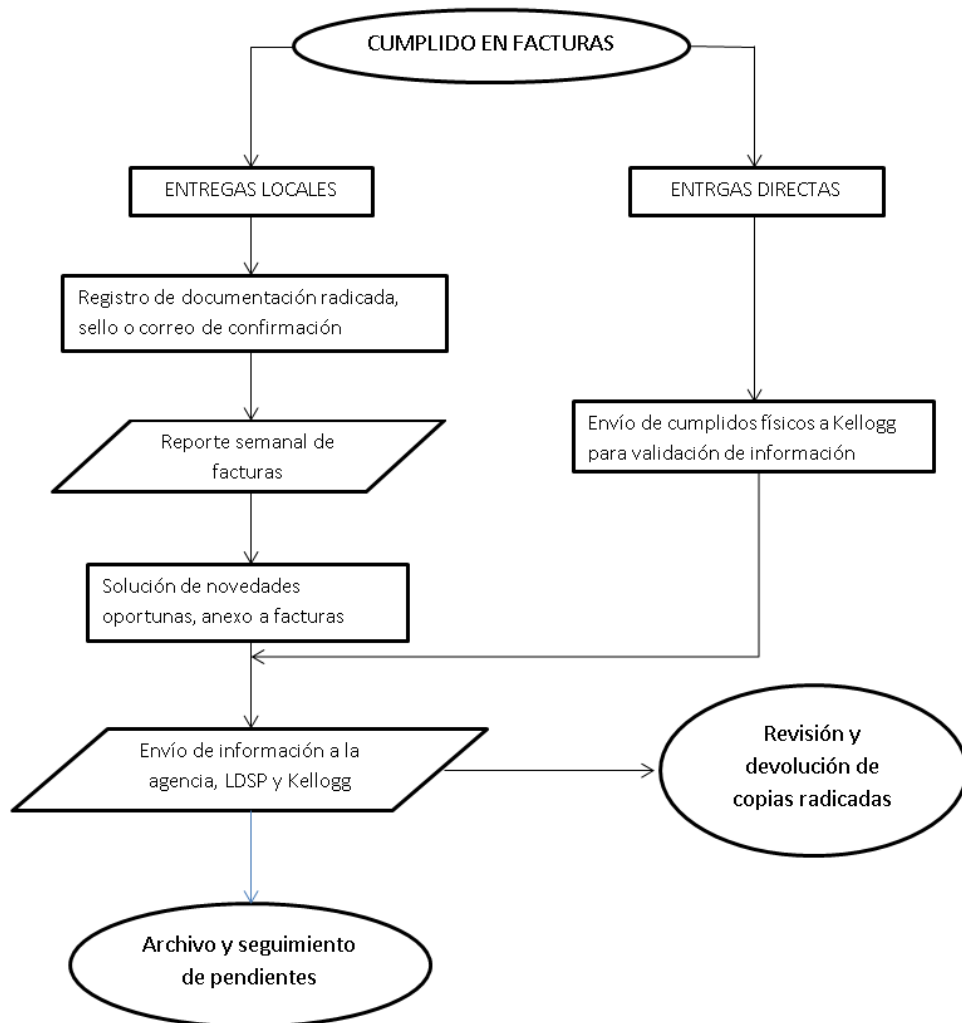 CUMPLIDO EN FACTURAS
ENTREGAS LOCALES
ENTRGAS DIRECTAS
Registro de documentación radicada,
sello o correo de confirmación
Reporte semanal de
facturas
Envío de cumplidos físicos a Kellogg
para validación de información
Solución de novedades
oportunas, anexo a facturas
Envío de información a la
agencia, LDSP y Kellogg
Revisión y
devolución de
copias radicadas
Archivo y seguimiento
de pendientes